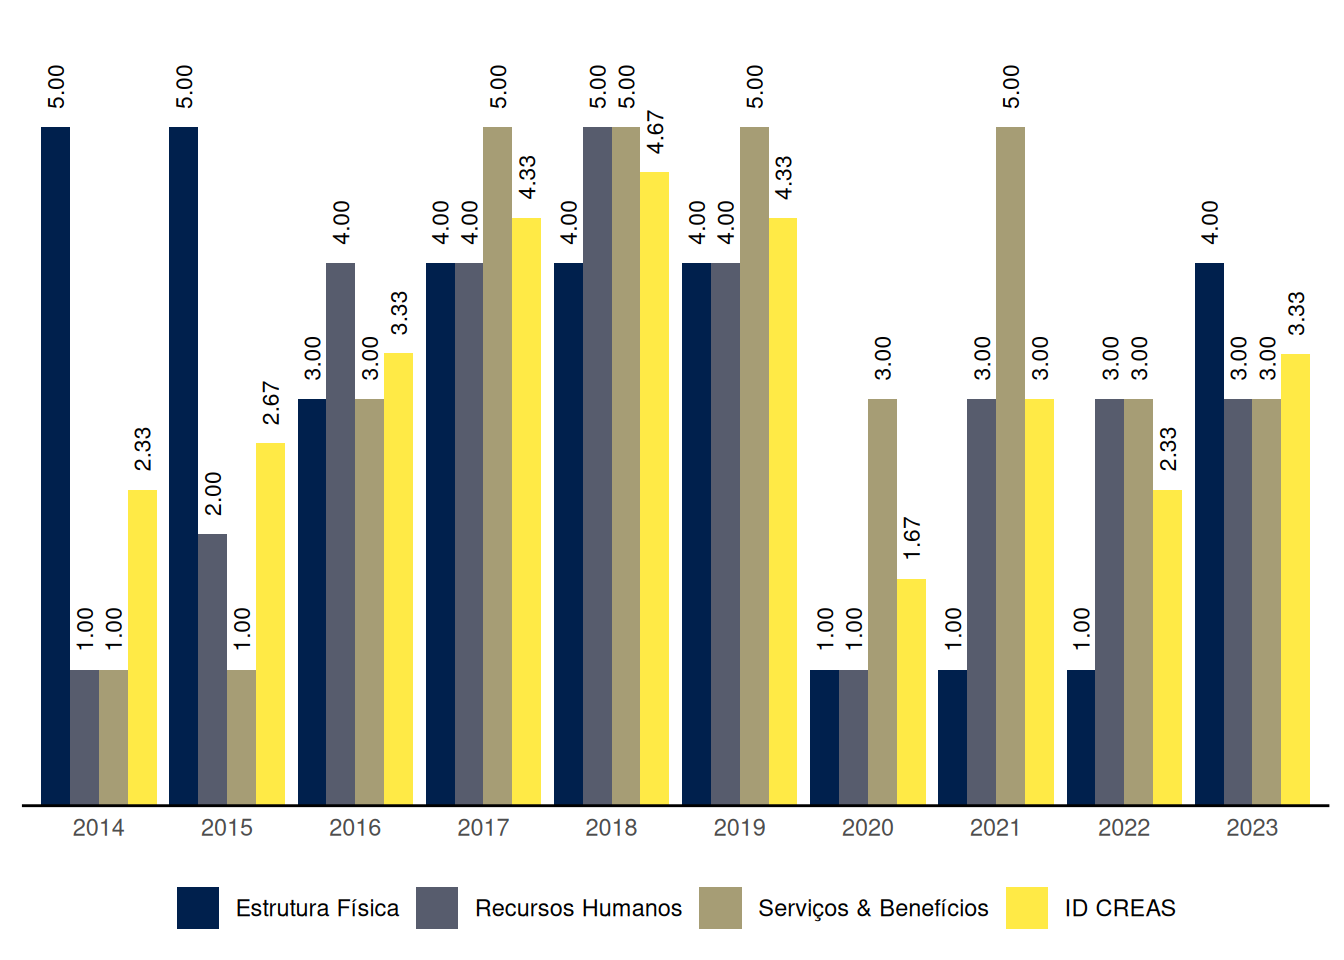 5.00 1.00 1.00 2.33
5.00 2.00 1.00 2.67
3.00 4.00 3.00 3.33
4.00 4.00 5.00 4.33
4.00 5.00 5.00 4.67
4.00 4.00 5.00 4.33
1.00 1.00 3.00 1.67
1.00 3.00 5.00 3.00
1.00 3.00 3.00 2.33
4.00 3.00 3.00 3.33
2014 2015 2016 2017 2018 2019 2020 2021 2022 2023
Estrutura Física Recursos Humanos Serviços & Benefícios ID CREAS